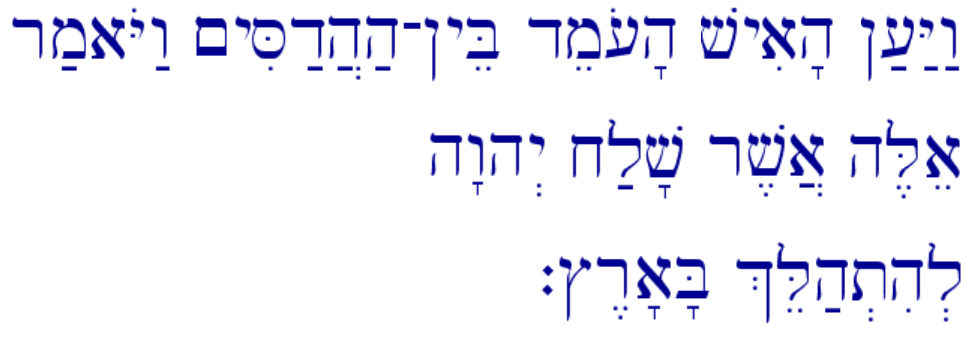 וַיַּעַן הָאִישׁ הָעֹמֵד בֵּין־הַהֲדַסִּים וַיֹּאמַר
אֵלֶּה אֲשֶׁר שָׁלַח יְהוָה
לְהִתְהַלֵּךְ בָּאָרֶץ׃